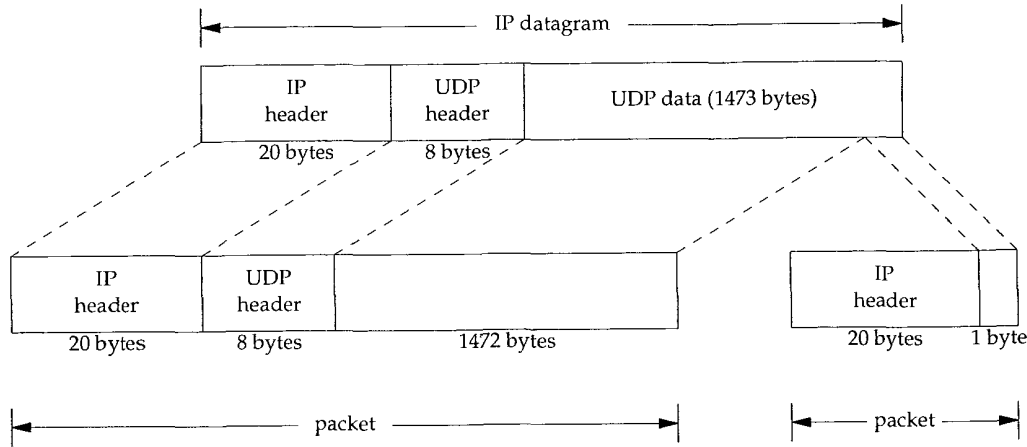 IP datagram
IP
header
UDP
header
UDP data (1473 bytes)
20 bytes
8 bytes
IP
header
UDP
header
IP
header
20 bytes
8 bytes
1472 bytes
20 bytes
1 byte
packet
packet